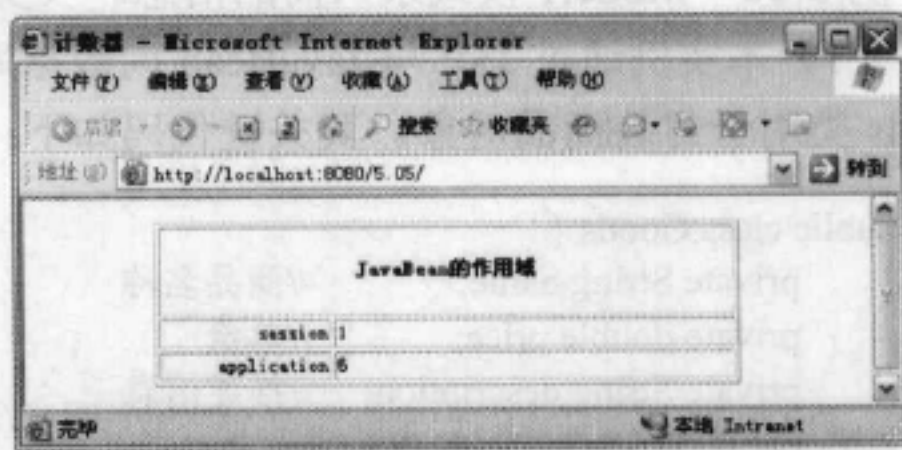 计数器 - Microsoft Internet Explorer
文件(F) 编辑(E) 查看(V) 收藏(A) 工具(T) 帮助(H)
后退 搜索 收藏夹
地址(D) http://localhost:8080/5.05/ 转到
JavaBean的作用域
session 1
application 6
完毕 本地 Intranet